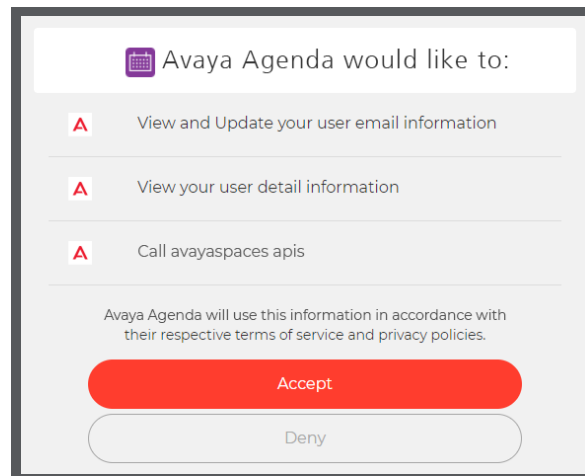 Avaya Agenda would like to:
View and Update your user email information
View your user detail information
Call avayaspaces apis
Avaya Agenda will use this information in accordance with
their respective terms of service and privacy policies.
Accept
Deny